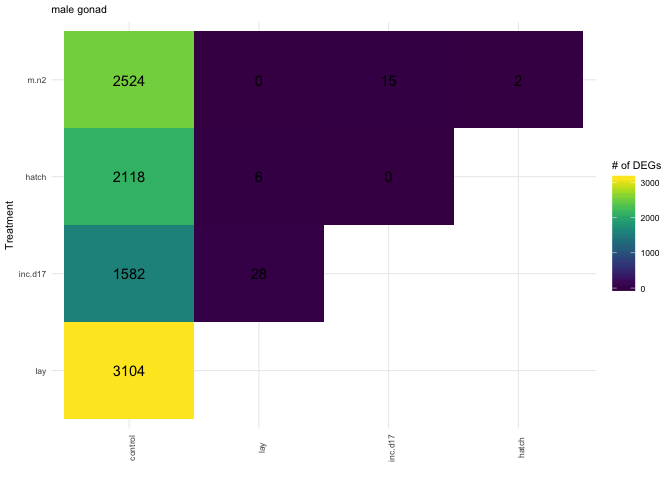 male gonad
Treatment
m.n2
2524 0 15 2
hatch
2118 6 0
inc.d17
1582 28
lay
3104
control lay inc.d17 hatch
# of DEGs
3000
2000
1000
0